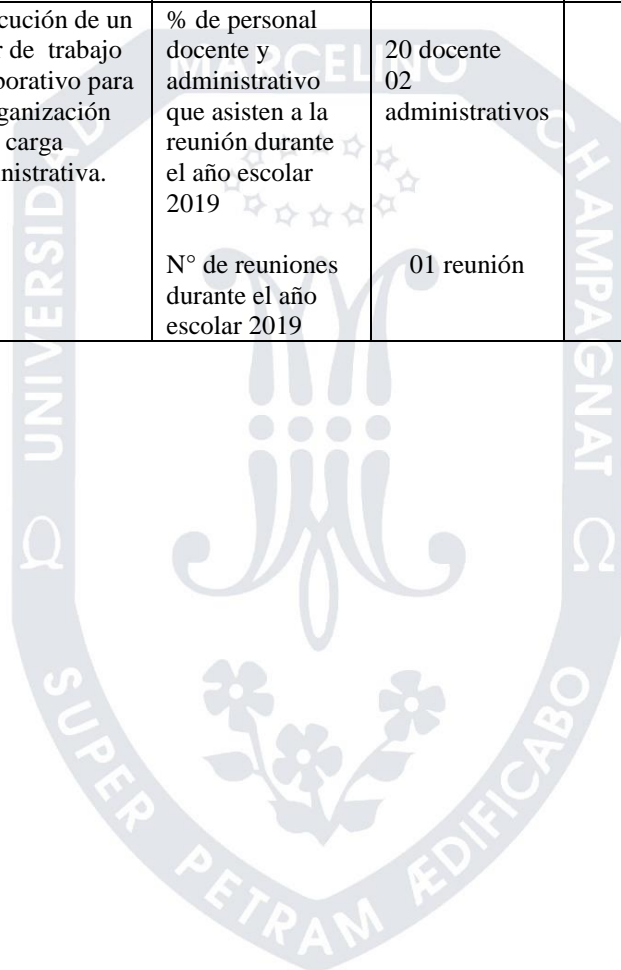 cución de un
r de trabajo
porativo para
ganización
carga
nistrativa.
% de personal
docente y
administrativo
que asisten a la
reunión durante
el año escolar
2019
N° de reuniones
durante el año
escolar 2019
20 docente
02
administrativos
01 reunión
UNIVERSIDAD MARCELINO CHAMPAGNAT
SUPER PETRAM ÆDIFICABO